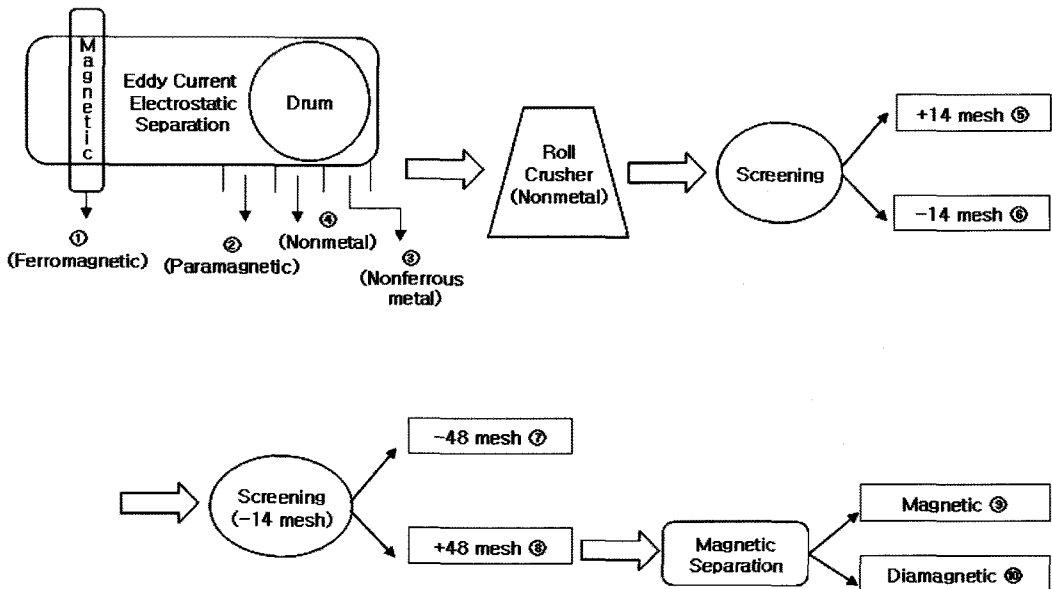 Magnetic
Eddy Current
Electrostatic
Separation
Drum
①
(Ferromagnetic)
②
(Paramagnetic)
④
(Nonmetal)
③
(Nonferrous
metal)
Roll
Crusher
(Nonmetal)
Screening
+14 mesh ⑤
-14 mesh ⑥
Screening
(-14 mesh)
-48 mesh ⑦
+48 mesh ⑧
Magnetic
Separation
Magnetic ⑨
Diamagnetic ⑩